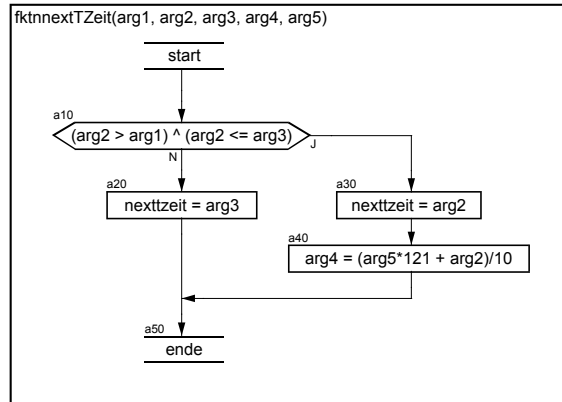 fktnnextTZeit(arg1, arg2, arg3, arg4, arg5)
start
a10
(arg2 > arg1) ^ (arg2 <= arg3)
N
J
a20
nexttzeit = arg3
a30
nexttzeit = arg2
a40
arg4 = (arg5*121 + arg2)/10
a50
ende